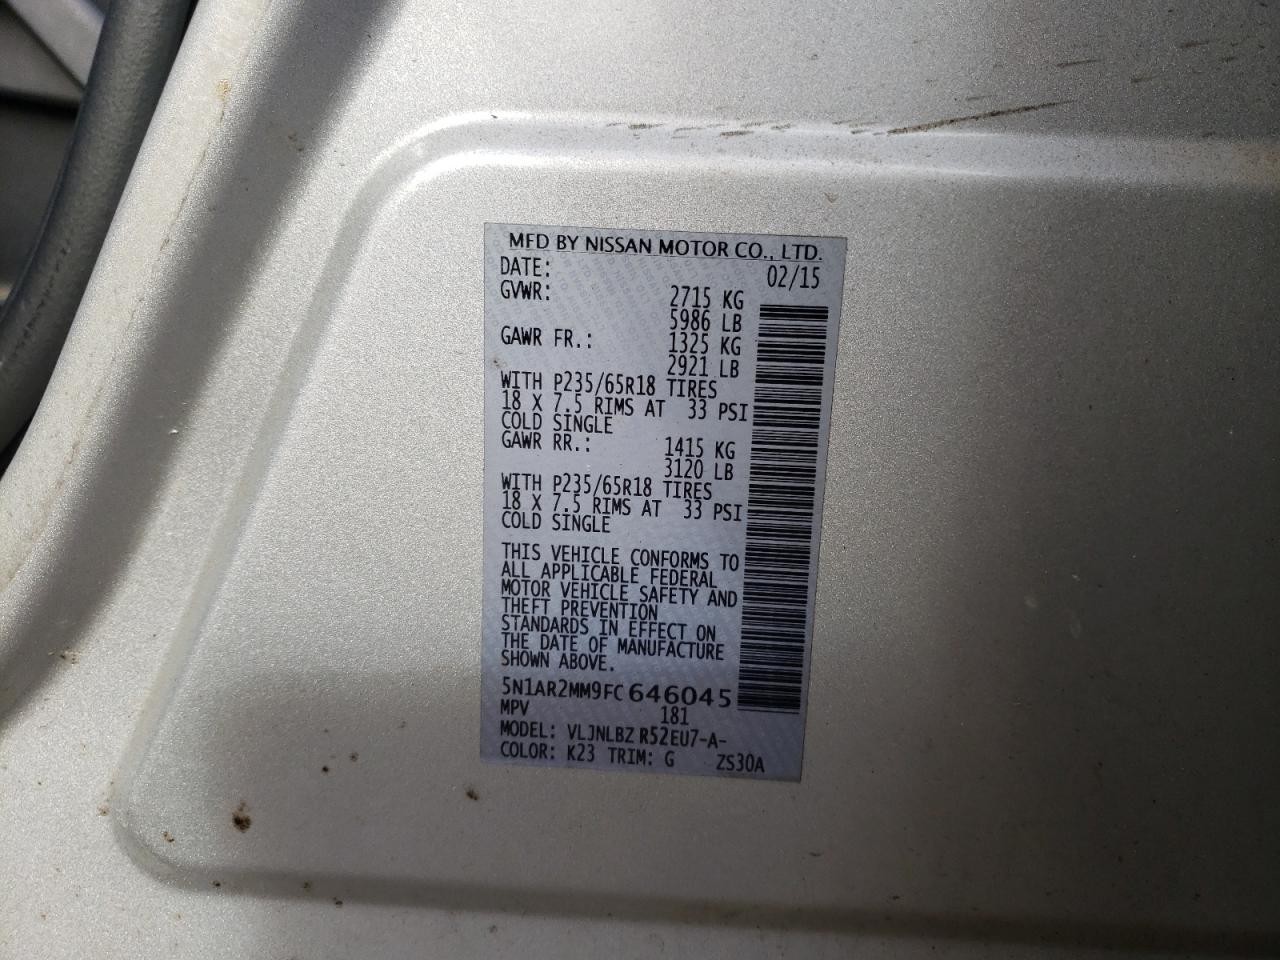 MFD BY NISSAN MOTOR CO., LTD.
DATE: 02/15
GVWR: 2715 KG
5986 LB
GAWR FR.: 1325 KG
2921 LB
WITH P235/65R18 TIRES
18 X 7.5 RIMS AT 33 PSI
COLD SINGLE
GAWR RR.: 1415 KG
3120 LB
WITH P235/65R18 TIRES
18 X 7.5 RIMS AT 33 PSI
COLD SINGLE
THIS VEHICLE CONFORMS TO
ALL APPLICABLE FEDERAL
MOTOR VEHICLE SAFETY AND
THEFT PREVENTION
STANDARDS IN EFFECT ON
THE DATE OF MANUFACTURE
SHOWN ABOVE.
5N1AR2MM9FC646045
MPV 181
MODEL: VLJNLBZ R52EU7-A-
COLOR: K23 TRIM: G ZS30A